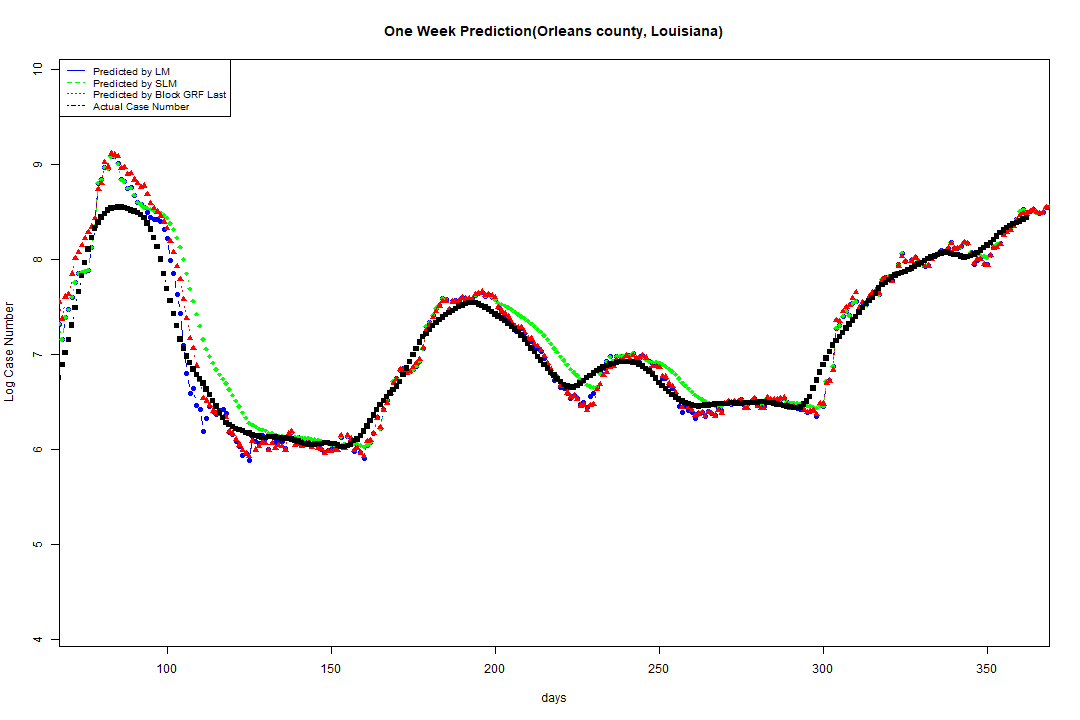 One Week Prediction(Orleans county, Louisiana)
Predicted by LM
Predicted by SLM
Predicted by Block GRF Last
Actual Case Number
10
9
8
7
6
5
4
Log Case Number
100 150 200 250 300 350
days